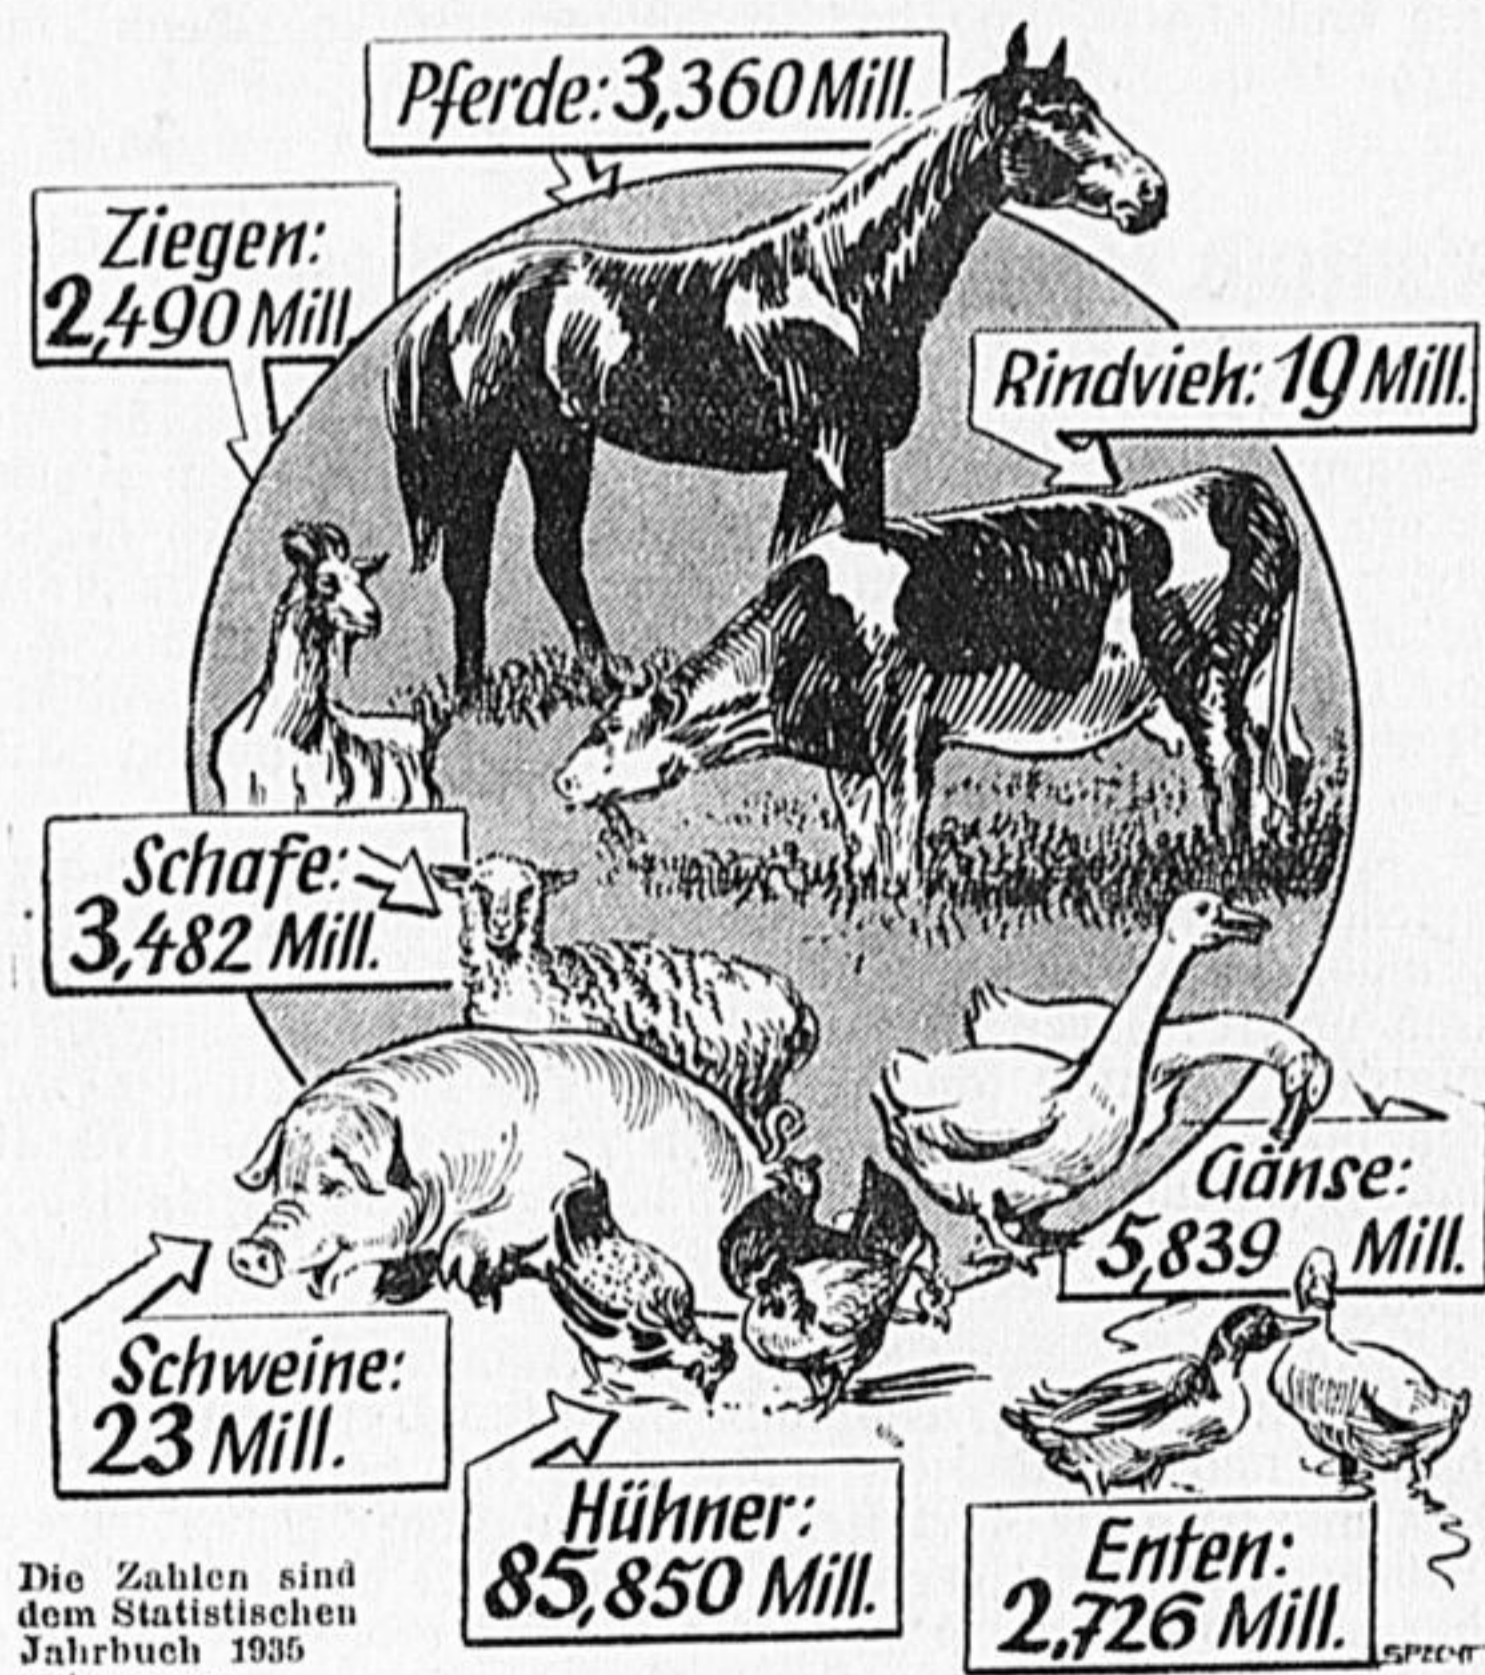 Pferde: 3,360 Mill.
Ziegen:
2,490 Mill.
Rindvieh: 19 Mill.
Schafe:
3,482 Mill.
Gänse:
5,839 Mill.
Schweine:
23 Mill.
Hühner:
85,850 Mill.
Enten:
2,726 Mill.
Die Zahlen sind
dem Statistischen
Jahrbuch 1935
SPECHT